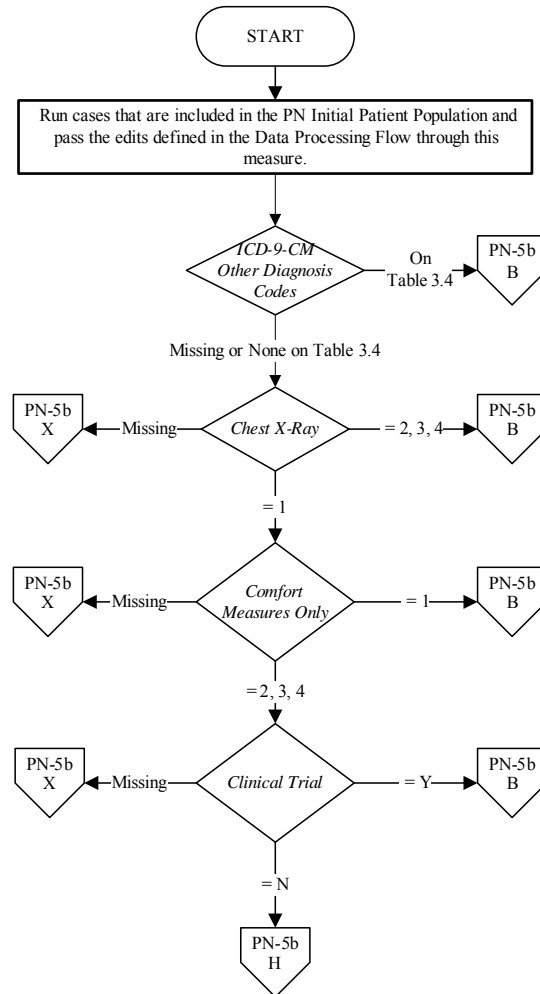 START
Run cases that are included in the PN Initial Patient Population and
pass the edits defined in the Data Processing Flow through this
measure.
ICD-9-CM
Other Diagnosis
Codes
On
Table 3.4
PN-5b
B
Missing or None on Table 3.4
PN-5b
X
Missing
Chest X-Ray
= 2, 3, 4
PN-5b
B
= 1
PN-5b
X
Missing
Comfort
Measures Only
= 1
PN-5b
B
= 2, 3, 4
PN-5b
X
Missing
Clinical Trial
= Y
PN-5b
B
= N
PN-5b
H